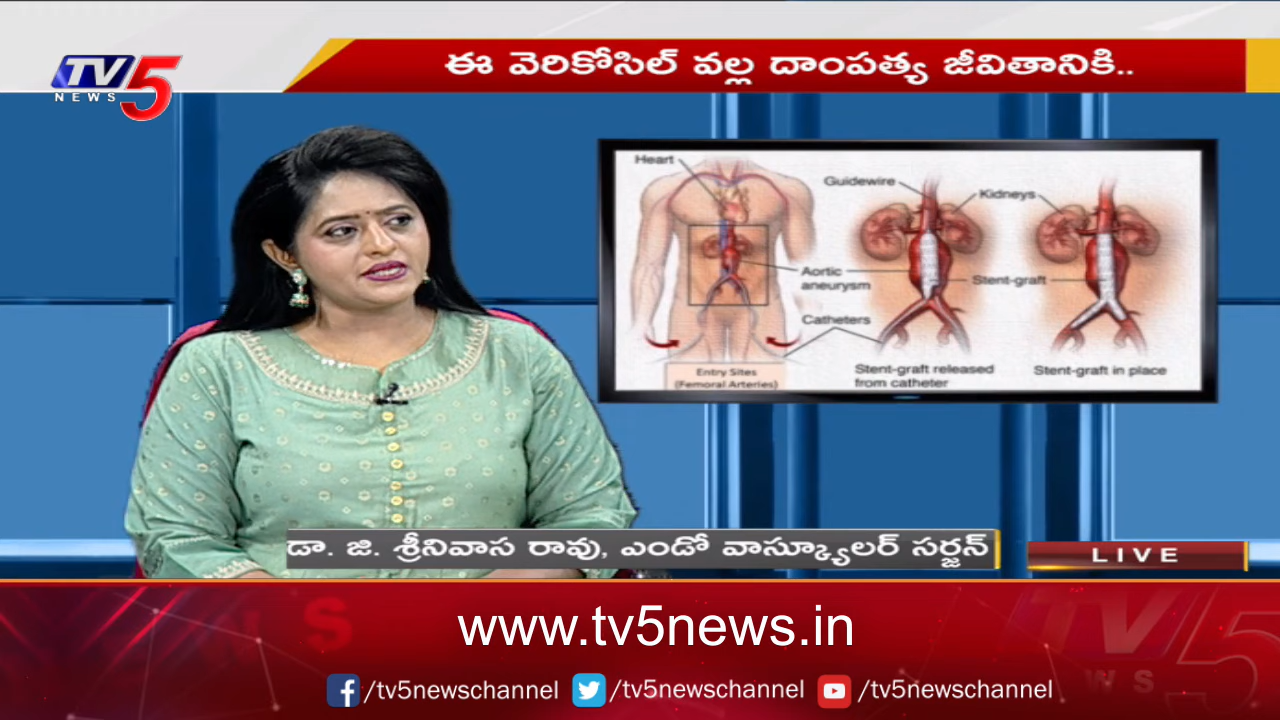 ఈ వెరికోసిల్ వల్ల దాంపత్య జీవితానికి..
TV5
NEWS
Heart
Guidewire
Kidneys
Aortic
aneurysm
Stent-graft
Catheters
Entry Sites
(Femoral Arteries)
Stent-graft released
from catheter
Stent-graft in place
డా. జి. శ్రీనివాస రావు, ఎండో వాస్క్యూలర్ సర్జన్
LIVE
www.tv5news.in
/tv5newschannel /tv5newschannel /tv5newschannel